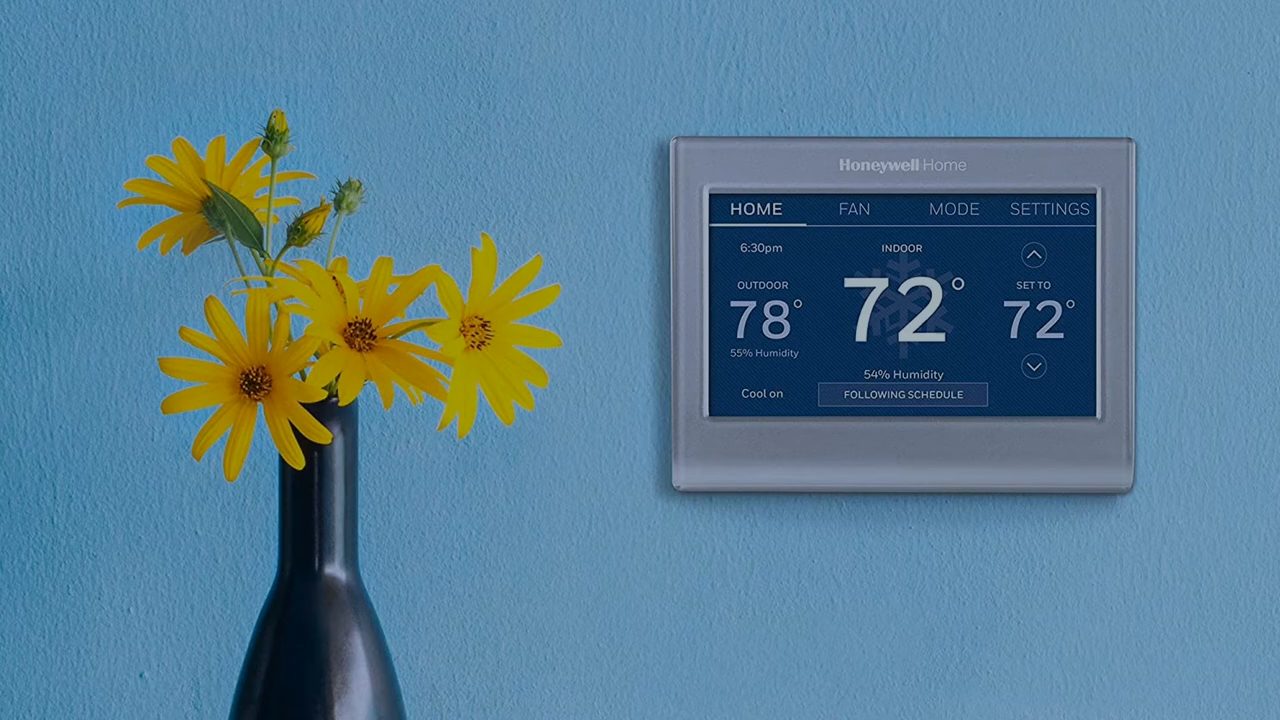 Honeywell Home
HOME FAN MODE SETTINGS
6:30pm
INDOOR
OUTDOOR
78°
55% Humidity
72°
54% Humidity
SET TO
72°
Cool on
FOLLOWING SCHEDULE